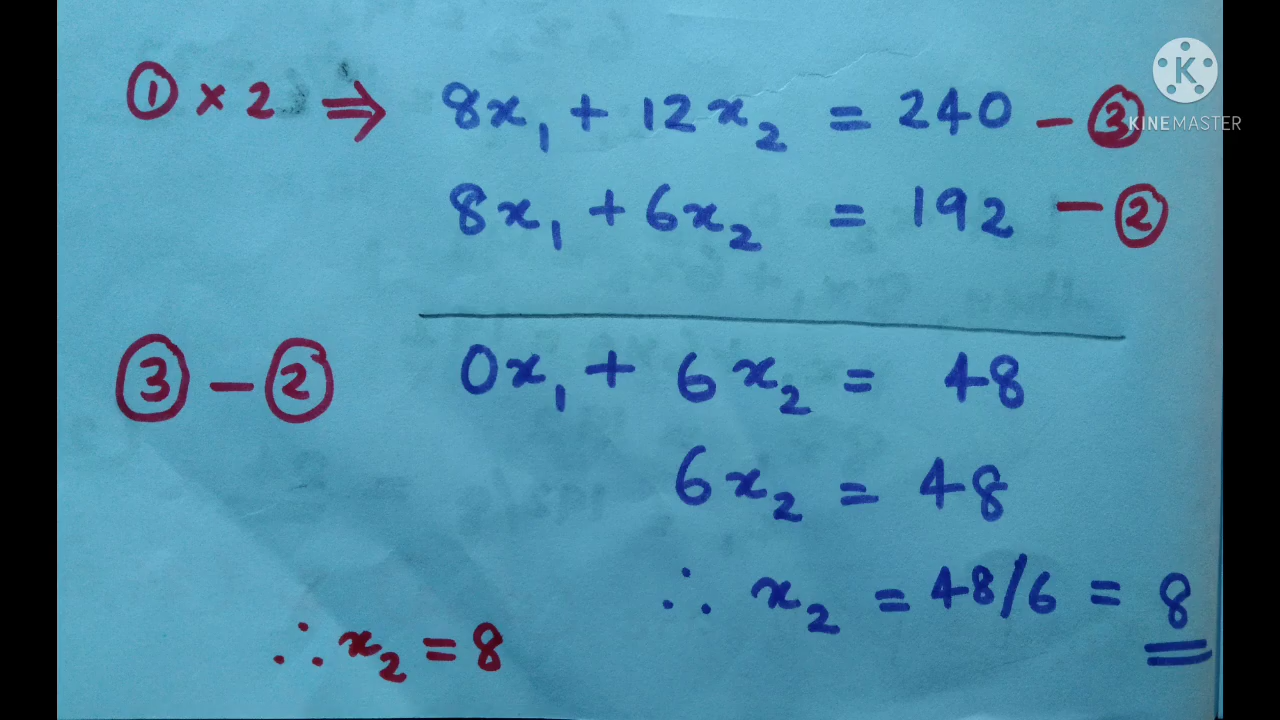 ① × 2 ⇒ 8x₁ + 12x₂ = 240 – ③
KINEMASTER
8x₁ + 6x₂ = 192 – ②
③ – ② 0x₁ + 6x₂ = 48
6x₂ = 48
∴ x₂ = 48/6 = 8
∴ x₂ = 8